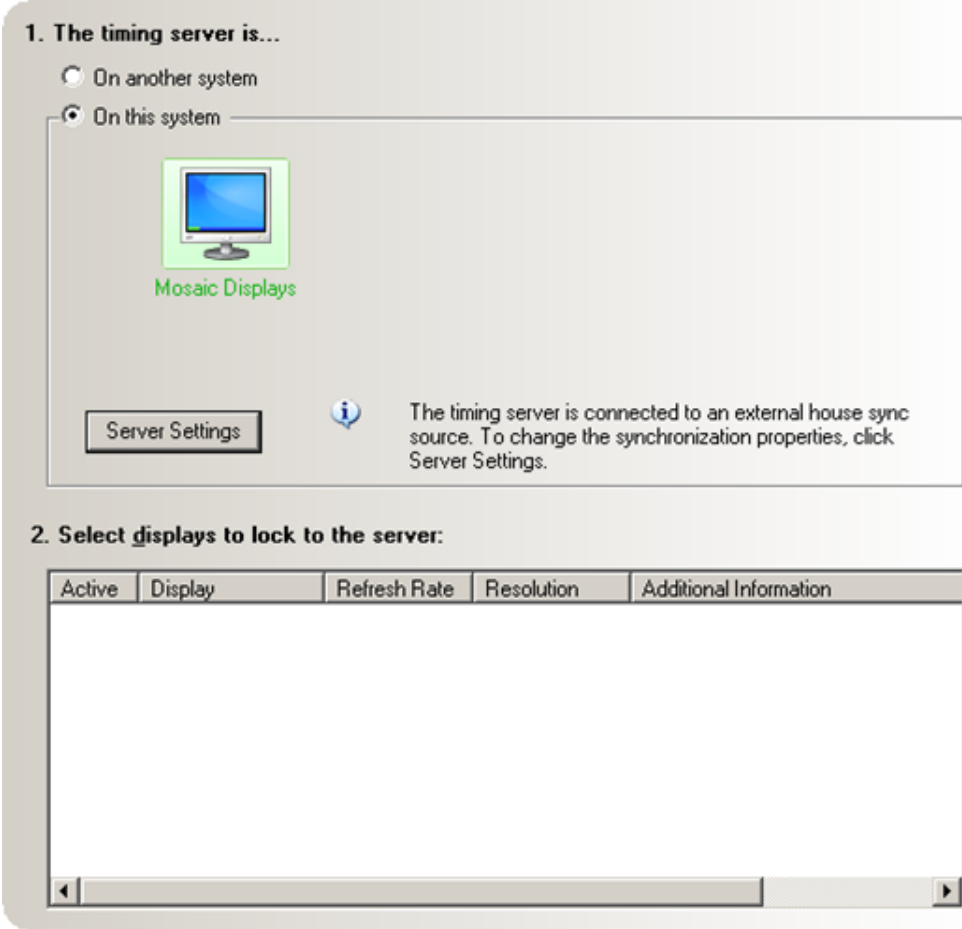 1. The timing server is...
On another system
On this system
Mosaic Displays
Server Settings
The timing server is connected to an external house sync
source. To change the synchronization properties, click
Server Settings.
2. Select displays to lock to the server:
Active Display Refresh Rate Resolution Additional Information